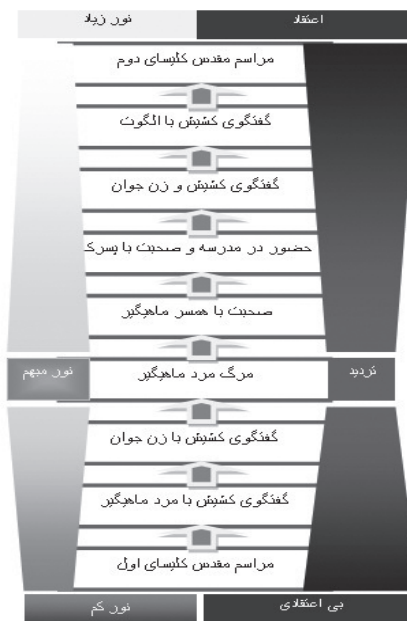 اعتقاد
نور زیاد
مراسم مقدس کلیسای دوم
گفتگوی کشیش با الگوت
گفتگوی کشیش و زن جوان
حضور در مدرسه و صحبت با پسرک
صحبت با همسر ماهیگیر
تردید
مرگ مرد ماهیگیر
نور مبهم
گفتگوی کشیش با زن جوان
گفتگوی کشیش با مرد ماهیگیر
مراسم مقدس کلیسای اول
بی اعتقادی
نور کم